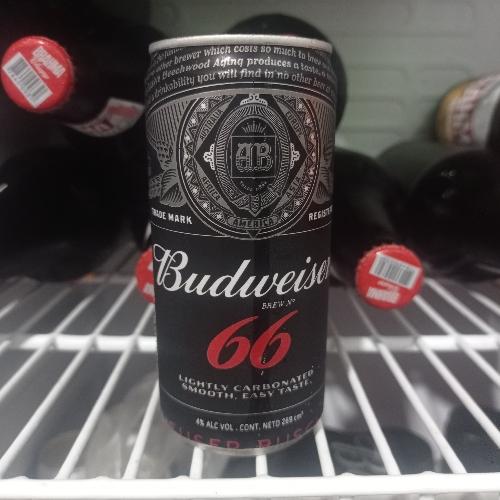 other brewer which costs so much to brew
Beechwood Aging produces a taste,
drinkability you will find in no other beer at
AB
AMERICA
TRADE MARK
REGISTE
Budweiser
BREW Nº
66
LIGHTLY CARBONATED
SMOOTH, EASY TASTE.
4% ALC VOL . CONT. NETO 269 cm³